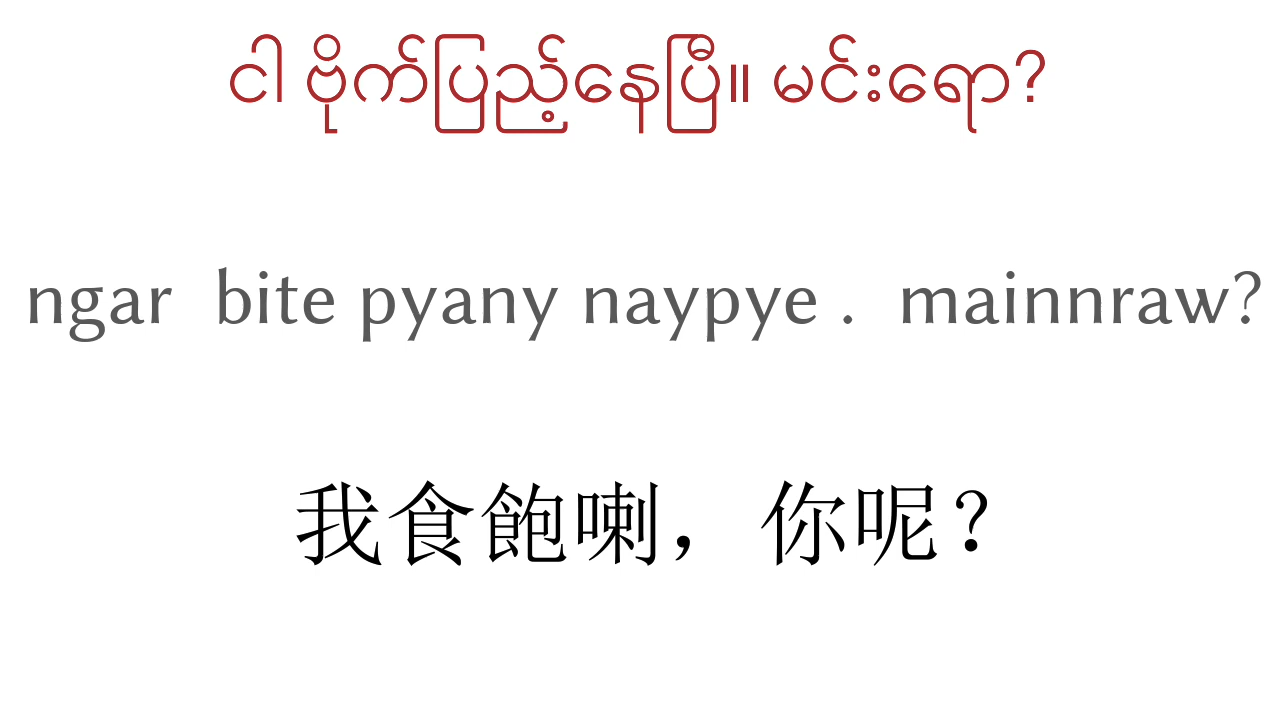 ငါ ဗိုက်ပြည့်နေပြီ။ မင်းရော?
ngar bite pyany naypye . mainnraw?
我食飽喇，你呢？